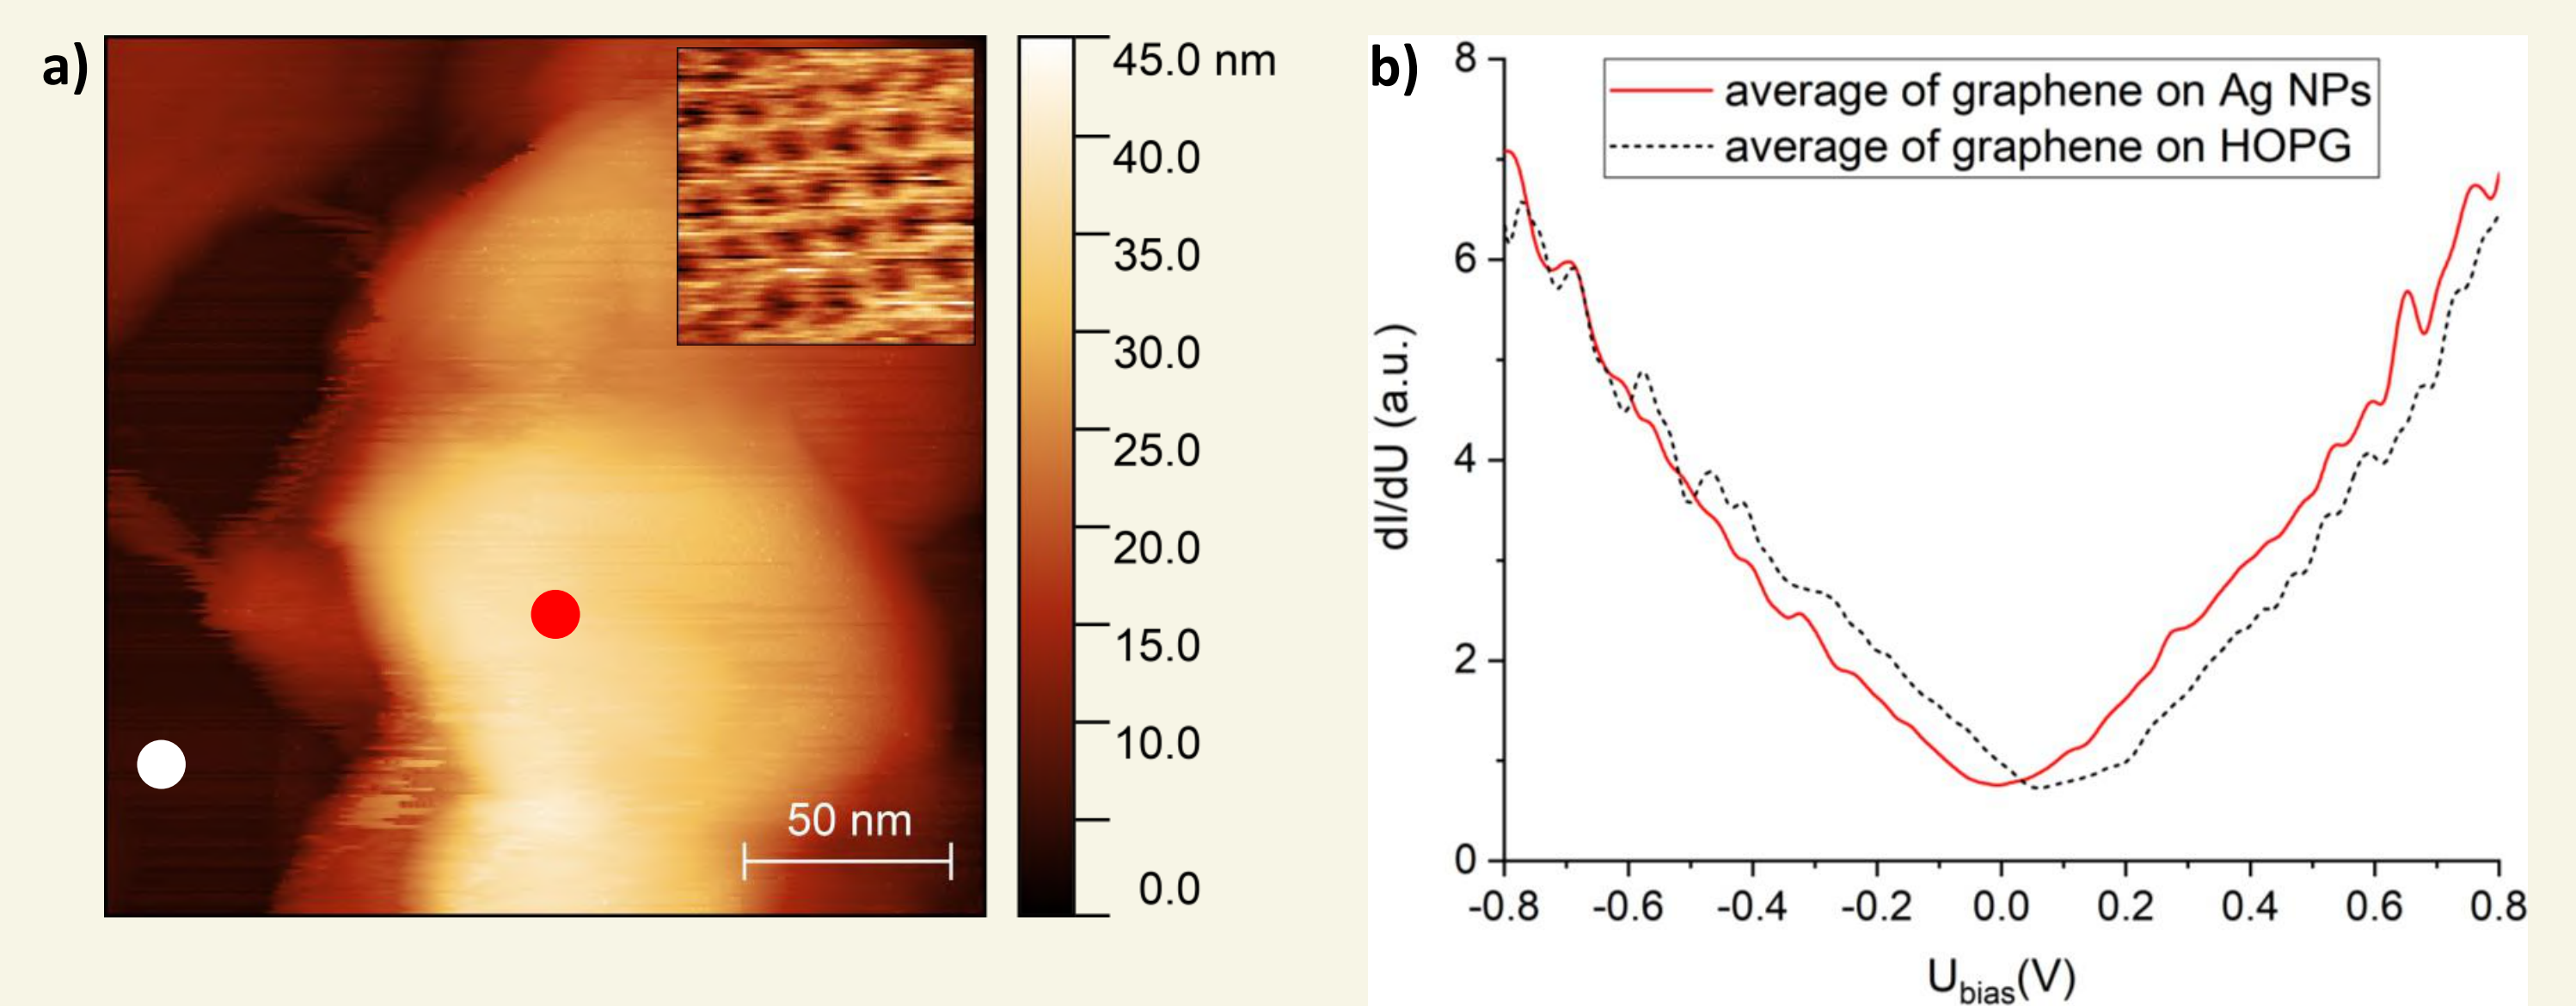 a)
45.0 nm
40.0
35.0
30.0
25.0
20.0
15.0
10.0
0.0
50 nm
b)
average of graphene on Ag NPs
average of graphene on HOPG
dI/dU (a.u.)
8
6
4
2
0
-0.8 -0.6 -0.4 -0.2 0.0 0.2 0.4 0.6 0.8
Ubias(V)